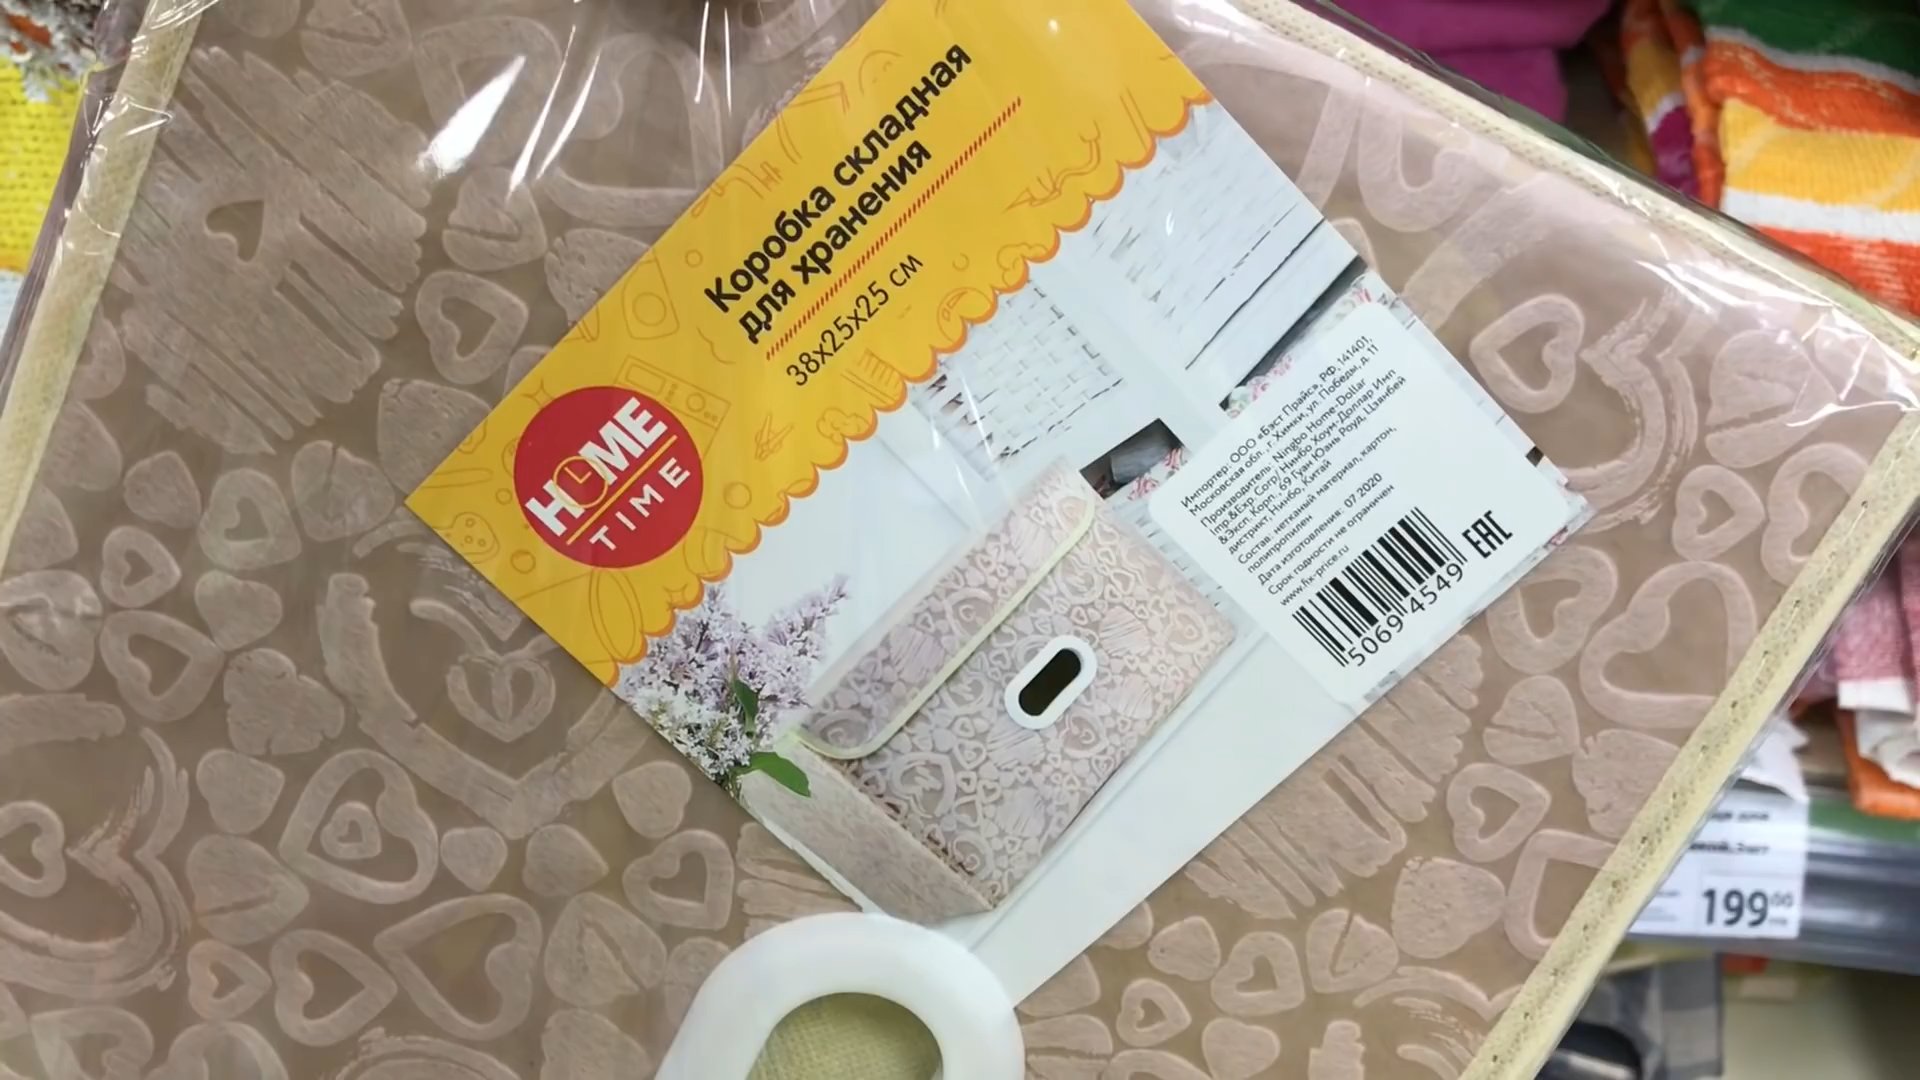 Коробка складная
для хранения
38х25х25 см
HOME
TIME
Импортер: ООО «Бэст Прайс», РФ, 141401,
Московская обл., г. Химки, ул. Победы, д. 11
Производитель: Ningbo Home-Dollar
Imp.&Exp. Corp/ Нинбо Хоум-Доллар Имп
&Эксп. Корп., 69 Гуан Юань Роуд, Цзянбей
дистрикт, Нинбо, Китай
Состав: нетканый материал, картон,
полипропилен
Дата изготовления: 07.2020
Срок годности не ограничен
www.fix-price.ru
5069 4549
EAC
199 00